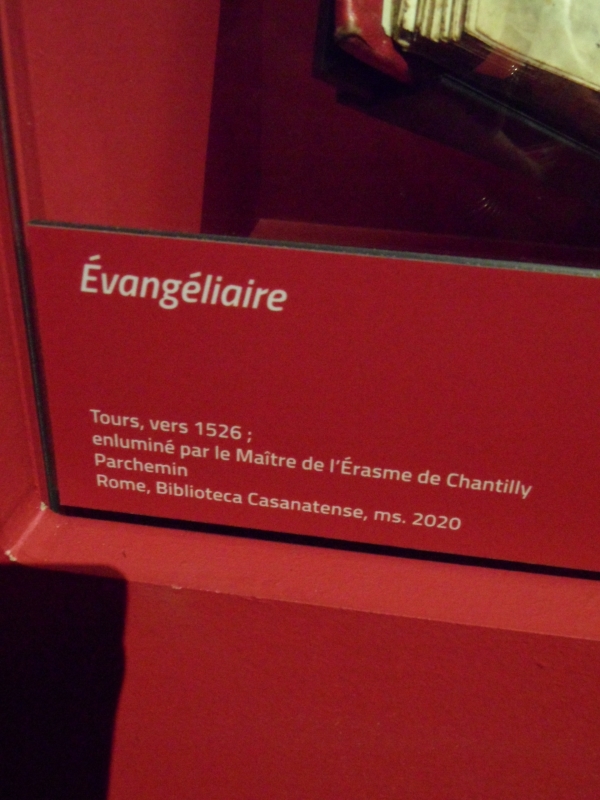 Évangéliaire
Tours, vers 1526 ;
enluminé par le Maître de l'Érasme de Chantilly
Parchemin
Rome, Biblioteca Casanatense, ms. 2020